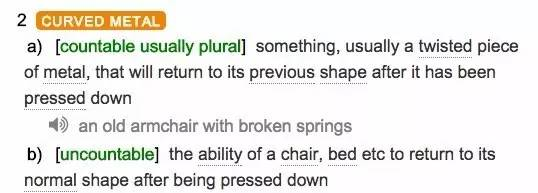 2 CURVED METAL
a) [countable usually plural] something, usually a twisted piece
of metal, that will return to its previous shape after it has been
pressed down
an old armchair with broken springs
b) [uncountable] the ability of a chair, bed etc to return to its
normal shape after being pressed down